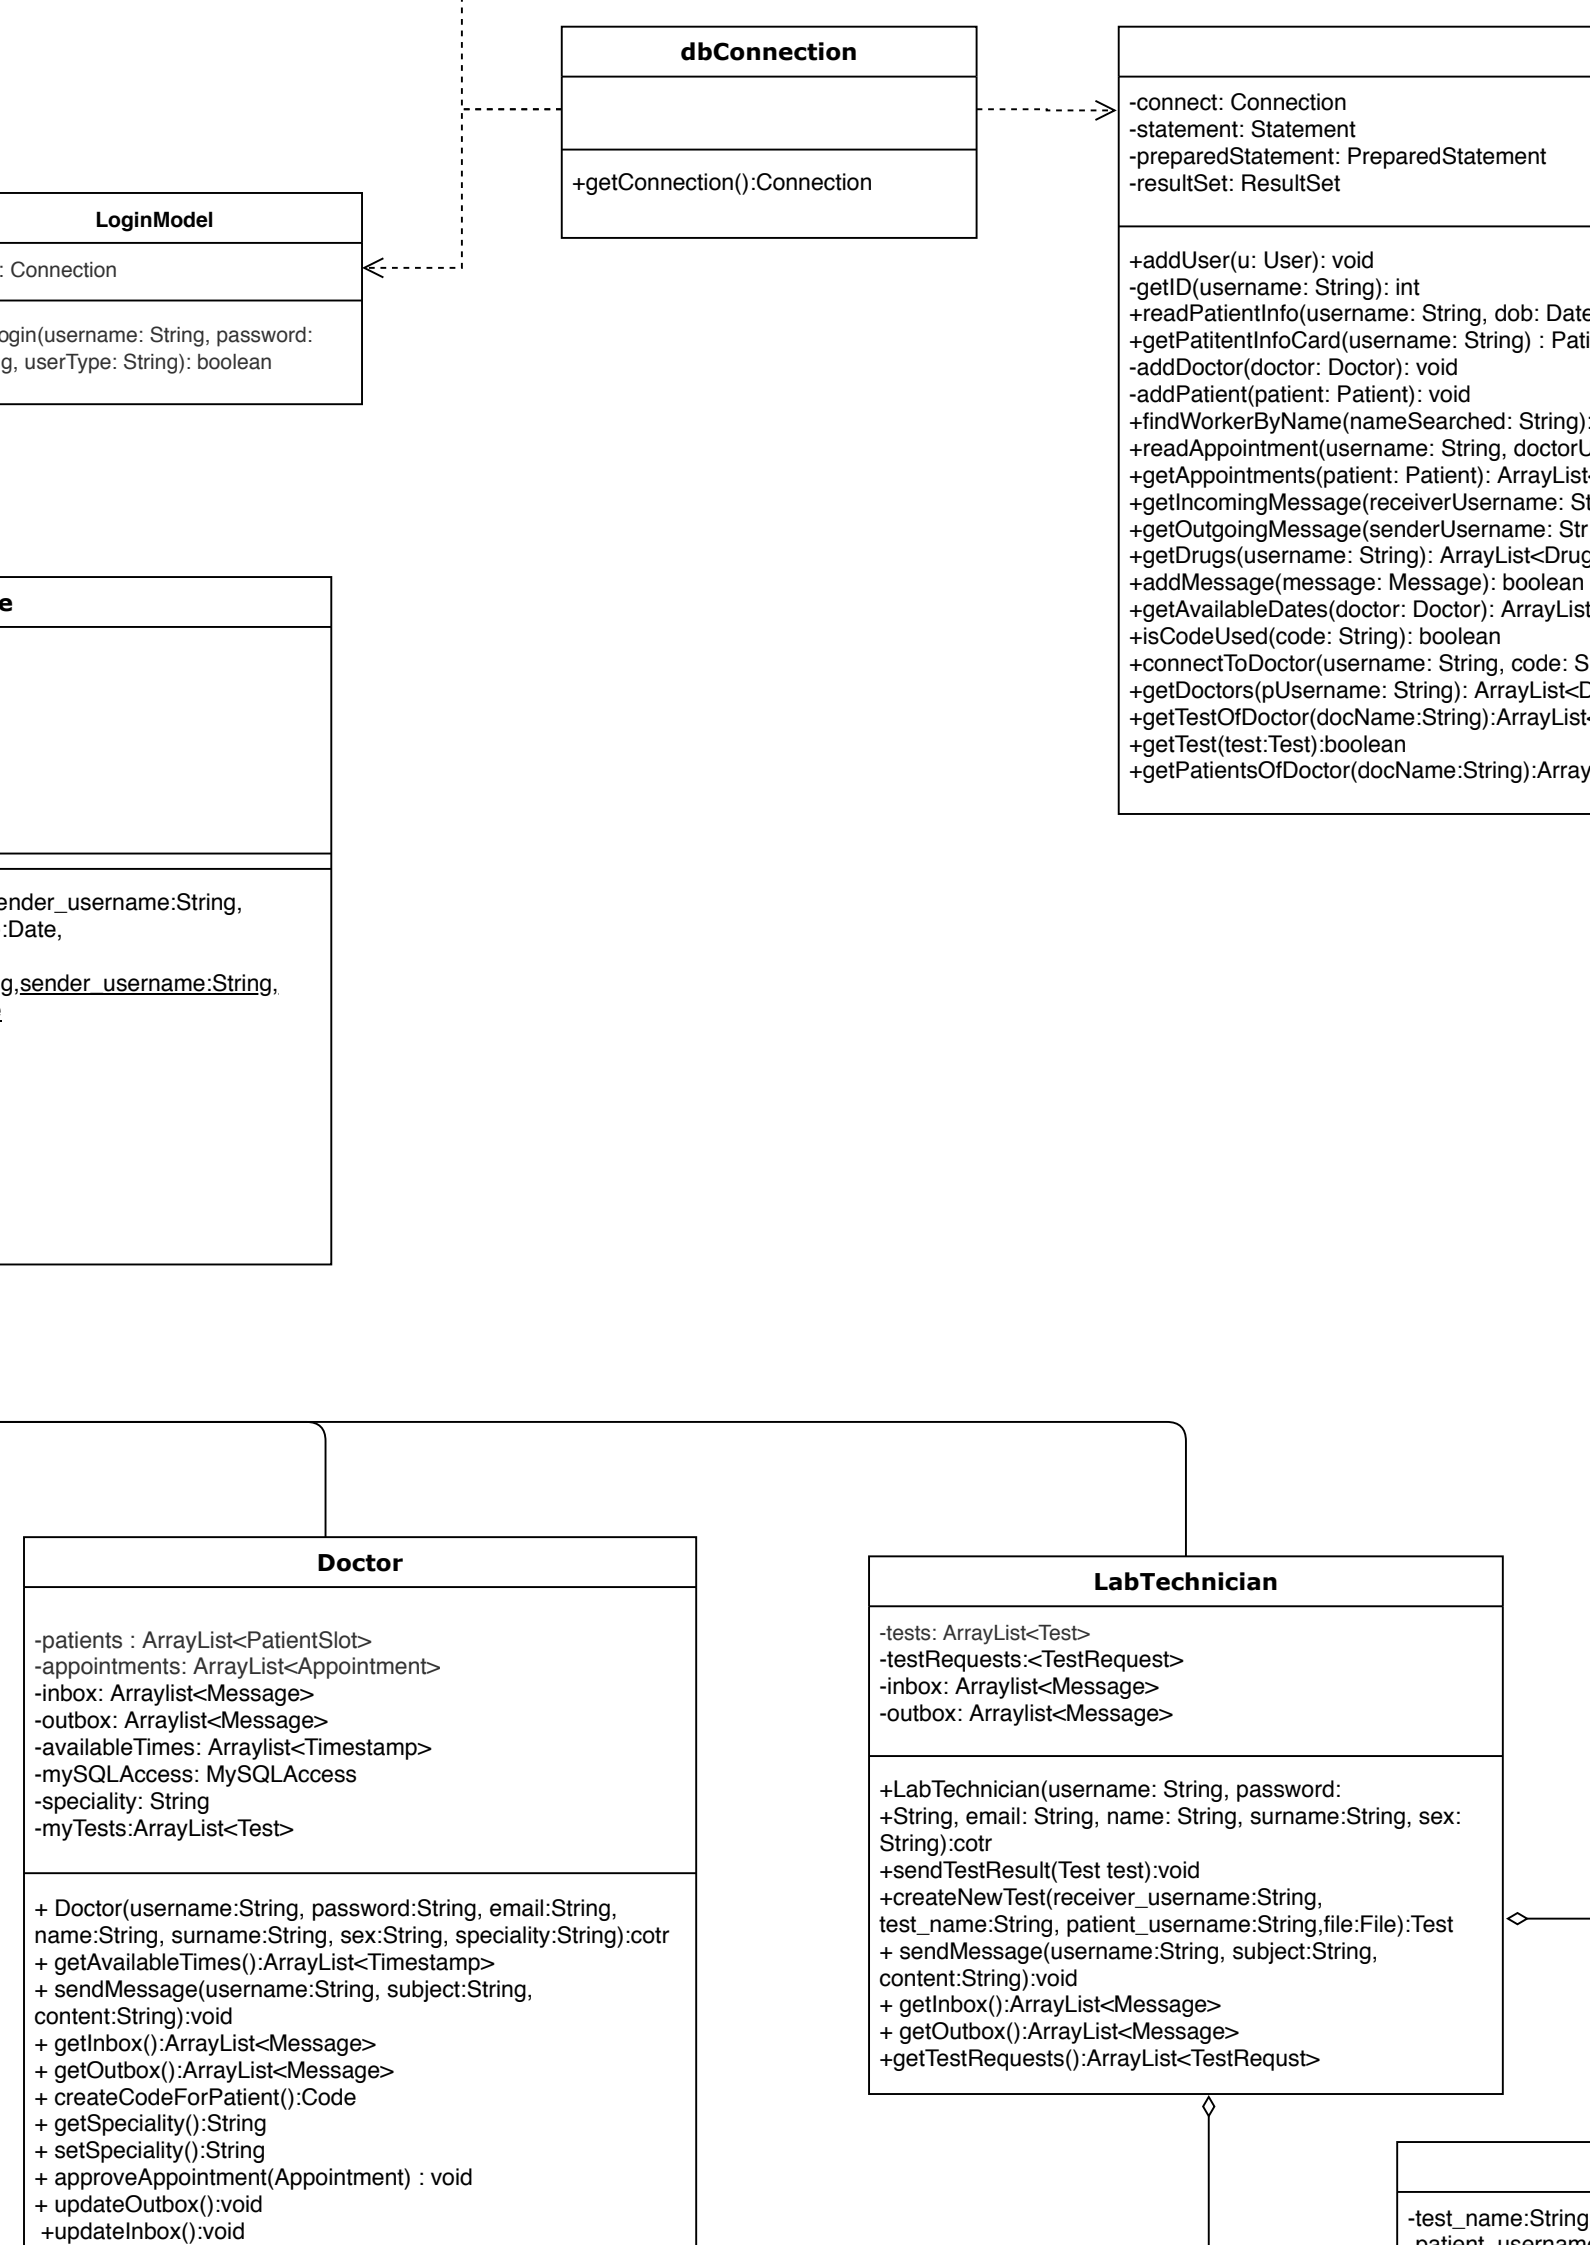 dbConnection
+getConnection():Connection
-connect: Connection
-statement: Statement
-preparedStatement: PreparedStatement
-resultSet: ResultSet
+addUser(u: User): void
-getID(username: String): int
+readPatientInfo(username: String, dob: Date
+getPatitentInfoCard(username: String) : Pati
-addDoctor(doctor: Doctor): void
-addPatient(patient: Patient): void
+findWorkerByName(nameSearched: String):
+readAppointment(username: String, doctorU
+getAppointments(patient: Patient): ArrayList<
+getIncomingMessage(receiverUsername: St
+getOutgoingMessage(senderUsername: Str
+getDrugs(username: String): ArrayList<Drug
+addMessage(message: Message): boolean
+getAvailableDates(doctor: Doctor): ArrayList
+isCodeUsed(code: String): boolean
+connectToDoctor(username: String, code: S
+getDoctors(pUsername: String): ArrayList<D
+getTestOfDoctor(docName:String):ArrayList<
+getTest(test:Test):boolean
+getPatientsOfDoctor(docName:String):Array
LoginModel
: Connection
ogin(username: String, password:
g, userType: String): boolean
e
ender_username:String,
:Date,
g,sender_username:String,
Doctor
-patients : ArrayList<PatientSlot>
-appointments: ArrayList<Appointment>
-inbox: Arraylist<Message>
-outbox: Arraylist<Message>
-availableTimes: Arraylist<Timestamp>
-mySQLAccess: MySQLAccess
-speciality: String
-myTests:ArrayList<Test>
+ Doctor(username:String, password:String, email:String,
name:String, surname:String, sex:String, speciality:String):cotr
+ getAvailableTimes():ArrayList<Timestamp>
+ sendMessage(username:String, subject:String,
content:String):void
+ getInbox():ArrayList<Message>
+ getOutbox():ArrayList<Message>
+ createCodeForPatient():Code
+ getSpeciality():String
+ setSpeciality():String
+ approveAppointment(Appointment) : void
+ updateOutbox():void
+updateInbox():void
LabTechnician
-tests: ArrayList<Test>
-testRequests:<TestRequest>
-inbox: Arraylist<Message>
-outbox: Arraylist<Message>
+LabTechnician(username: String, password:
+String, email: String, name: String, surname:String, sex:
String):cotr
+sendTestResult(Test test):void
+createNewTest(receiver_username:String,
test_name:String, patient_username:String,file:File):Test
+ sendMessage(username:String, subject:String,
content:String):void
+ getInbox():ArrayList<Message>
+ getOutbox():ArrayList<Message>
+getTestRequests():ArrayList<TestRequst>
-test_name:String
-patient_username